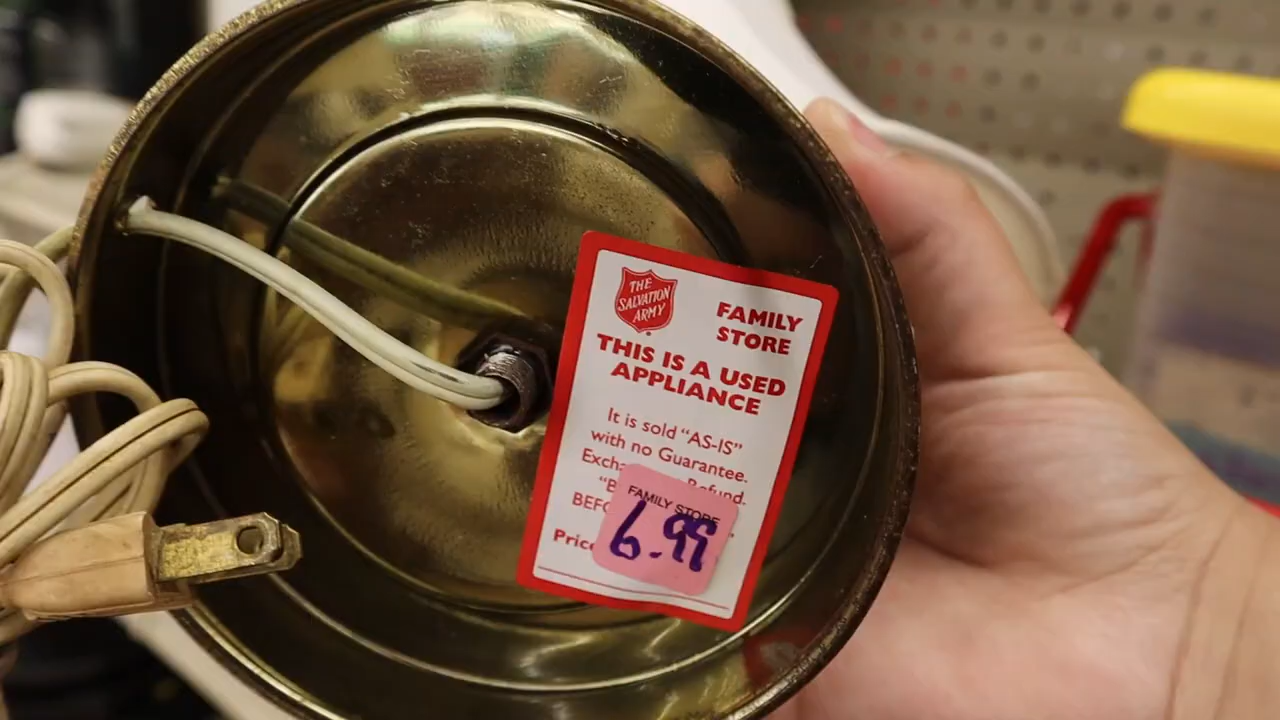 THE
SALVATION
ARMY
FAMILY
STORE
THIS IS A USED
APPLIANCE
It is sold "AS-IS"
with no Guarantee.
Refund.
FAMILY STORE
6.99